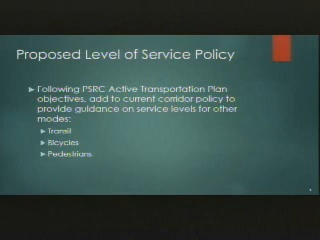 Proposed Level of Service Policy
Following PSRC Active Transportation Plan
objectives, add to current corridor policy to
provide guidance on service levels for other
modes:
Transit
Bicycles
Pedestrians